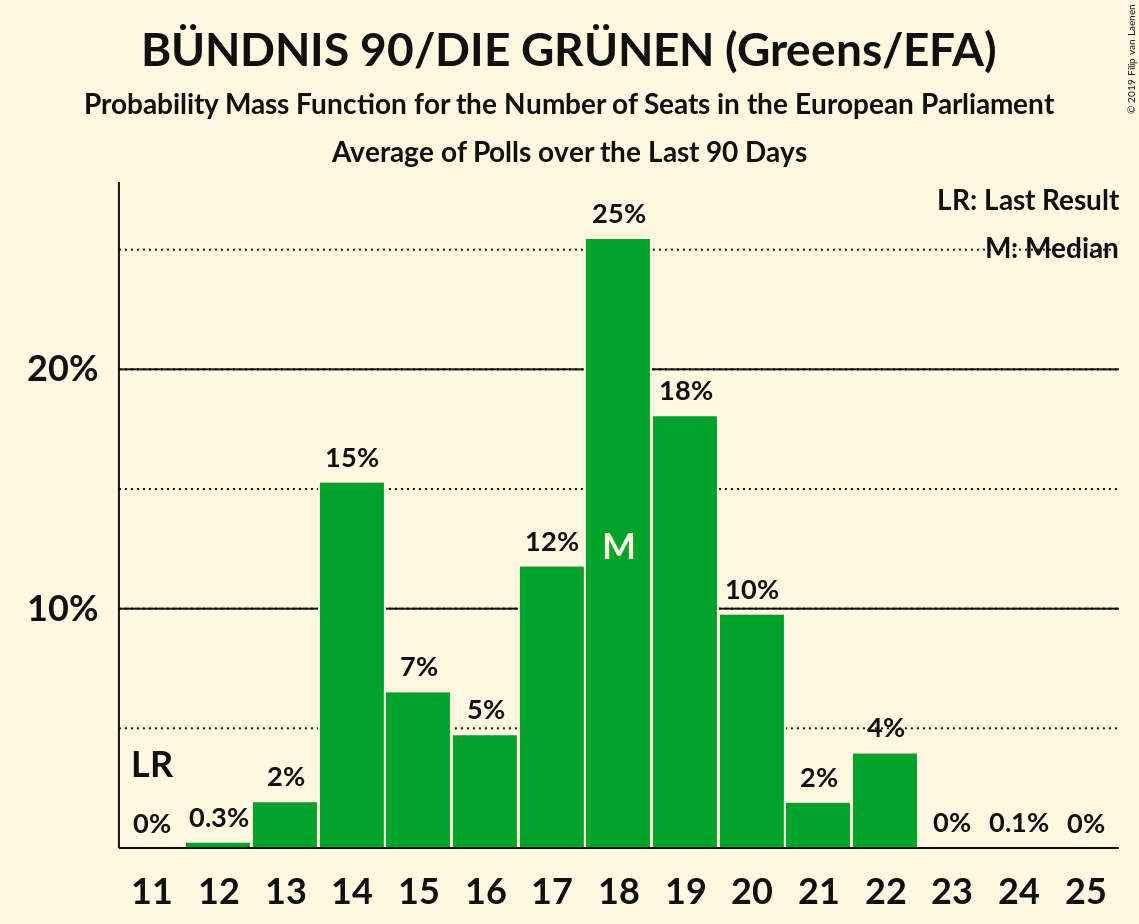 BÜNDNIS 90/DIE GRÜNEN (Greens/EFA)
Probability Mass Function for the Number of Seats in the European Parliament
Average of Polls over the Last 90 Days
© 2019 Filip van Laenen
LR: Last Result
M: Median
25%
20%
18%
15%
12%
M
10%
10%
7%
5%
4%
LR
2%
2%
0%
0.3%
0%
0.1%
0%
11 12 13 14 15 16 17 18 19 20 21 22 23 24 25